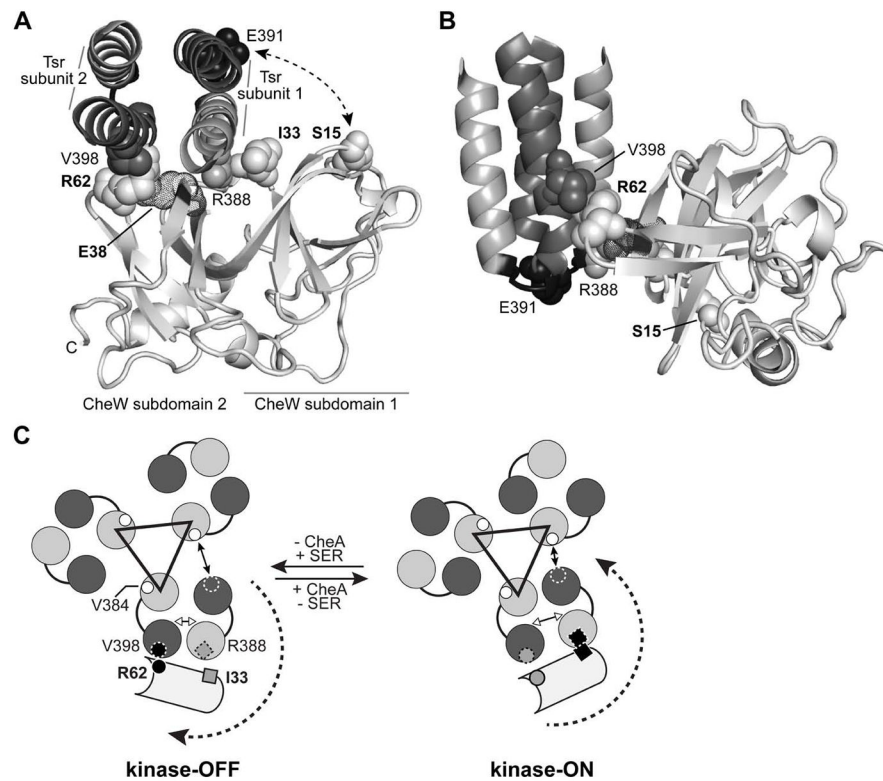 A
E391
Tsr
subunit 2
Tsr
subunit 1
I33
S15
V398
R62
R388
E38
C
CheW subdomain 2
CheW subdomain 1
B
V398
R62
E391
R388
S15
C
- CheA
+ SER
+ CheA
- SER
V384
V398
R388
R62
I33
kinase-OFF
kinase-ON